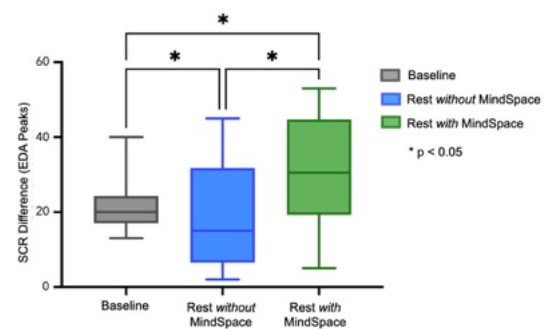 *
* *
60
40
20
0
SCR Difference (EDA Peaks)
Baseline
Rest without MindSpace
Rest with MindSpace
* p < 0.05
Baseline
Rest without
MindSpace
Rest with
MindSpace